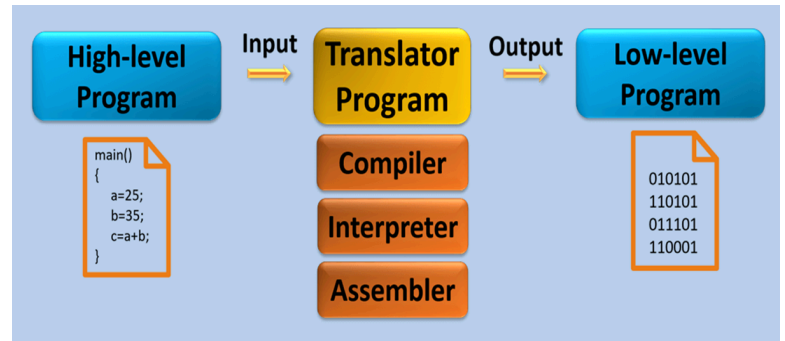 High-level
Program
Input
Translator
Program
Output
Low-level
Program
main()
{
a=25;
b=35;
c=a+b;
}
Compiler
Interpreter
Assembler
010101
110101
011101
110001